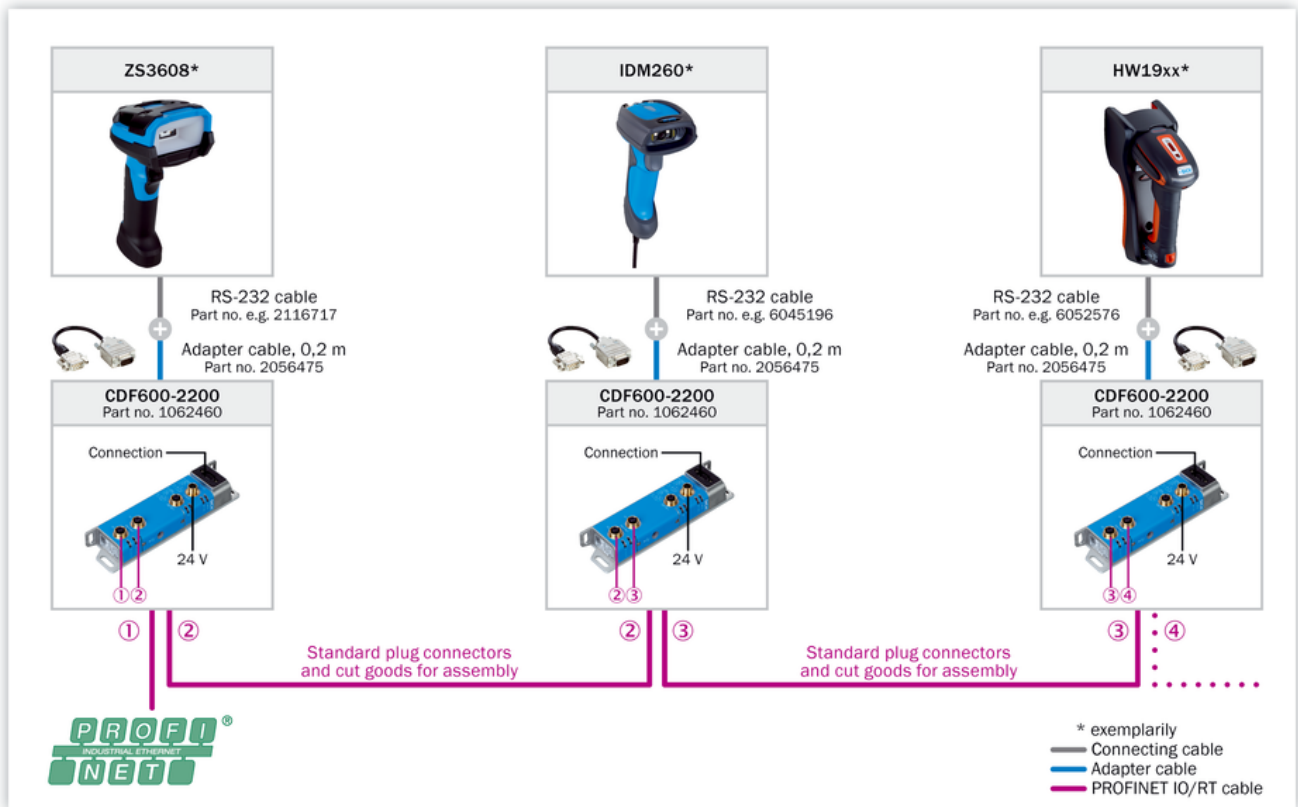 ZS3608*
IDM260*
HW19xx*
RS-232 cable
Part no. e.g. 2116717
Adapter cable, 0,2 m
Part no. 2056475
RS-232 cable
Part no. e.g. 6045196
Adapter cable, 0,2 m
Part no. 2056475
RS-232 cable
Part no. e.g. 6052576
Adapter cable, 0,2 m
Part no. 2056475
CDF600-2200
Part no. 1062460
Connection
24 V
①②
CDF600-2200
Part no. 1062460
Connection
24 V
②③
CDF600-2200
Part no. 1062460
Connection
24 V
③④
① ②
② ③
③ ④
Standard plug connectors
and cut goods for assembly
Standard plug connectors
and cut goods for assembly
PROFI®
INDUSTRIAL ETHERNET
NET
* exemplarily
Connecting cable
Adapter cable
PROFINET IO/RT cable